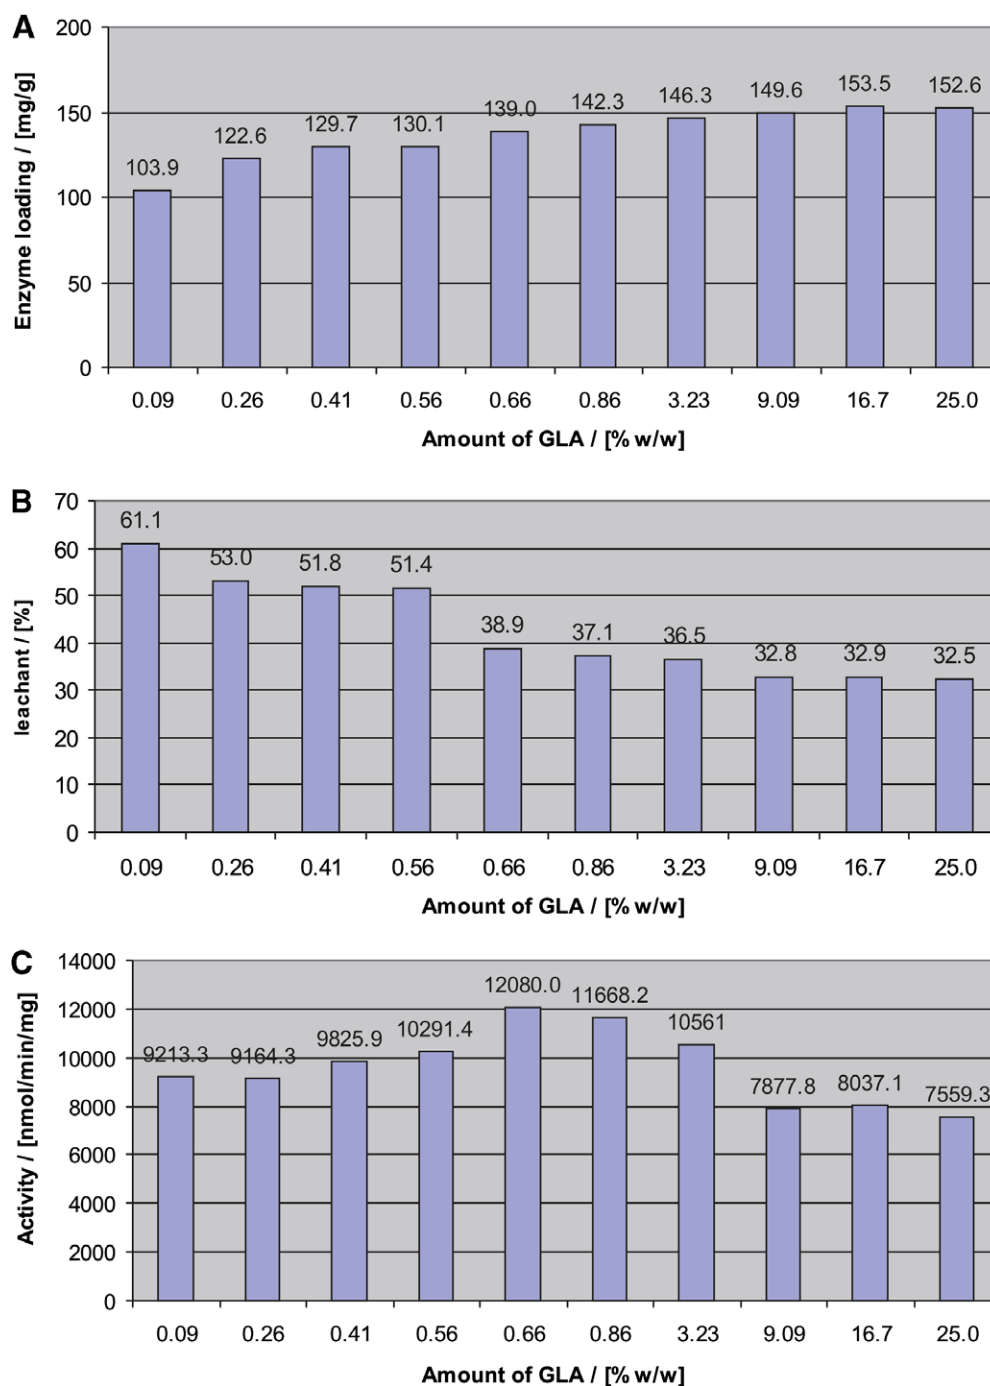 A
Enzyme loading / [mg/g]
200
150
100
50
0
103.9 122.6 129.7 130.1 139.0 142.3 146.3 149.6 153.5 152.6
0.09 0.26 0.41 0.56 0.66 0.86 3.23 9.09 16.7 25.0
Amount of GLA / [% w/w]
B
leachant / [%]
70
60
50
40
30
20
10
0
61.1 53.0 51.8 51.4 38.9 37.1 36.5 32.8 32.9 32.5
0.09 0.26 0.41 0.56 0.66 0.86 3.23 9.09 16.7 25.0
Amount of GLA / [% w/w]
C
Activity / [nmol/min/mg]
14000
12000
10000
8000
6000
4000
2000
0
9213.3 9164.3 9825.9 10291.4 12080.0 11668.2 10561 7877.8 8037.1 7559.3
0.09 0.26 0.41 0.56 0.66 0.86 3.23 9.09 16.7 25.0
Amount of GLA / [% w/w]